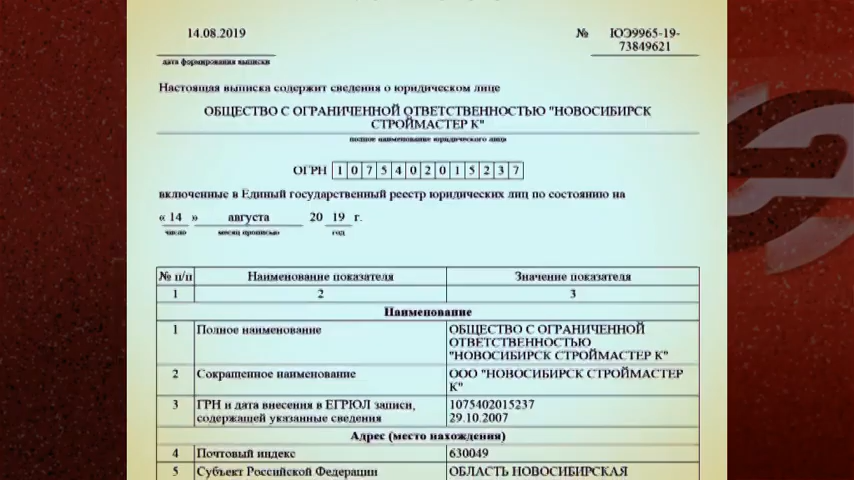 14.08.2019
№ ЮЭ9965-19-
73849621
дата формирования выписки
Настоящая выписка содержит сведения о юридическом лице
ОБЩЕСТВО С ОГРАНИЧЕННОЙ ОТВЕТСТВЕННОСТЬЮ "НОВОСИБИРСК
СТРОЙМАСТЕР К"
полное наименование юридического лица
ОГРН 1 0 7 5 4 0 2 0 1 5 2 3 7
включенные в Единый государственный реестр юридических лиц по состоянию на
« 14 » августа 20 19 г.
число месяц прописью год
№ п/п Наименование показателя Значение показателя
1 2 3
Наименование
1 Полное наименование ОБЩЕСТВО С ОГРАНИЧЕННОЙ
ОТВЕТСТВЕННОСТЬЮ
"НОВОСИБИРСК СТРОЙМАСТЕР К"
2 Сокращенное наименование ООО "НОВОСИБИРСК СТРОЙМАСТЕР
К"
3 ГРН и дата внесения в ЕГРЮЛ записи, 1075402015237
содержащей указанные сведения 29.10.2007
Адрес (место нахождения)
4 Почтовый индекс 630049
5 Субъект Российской Федерации ОБЛАСТЬ НОВОСИБИРСКАЯ